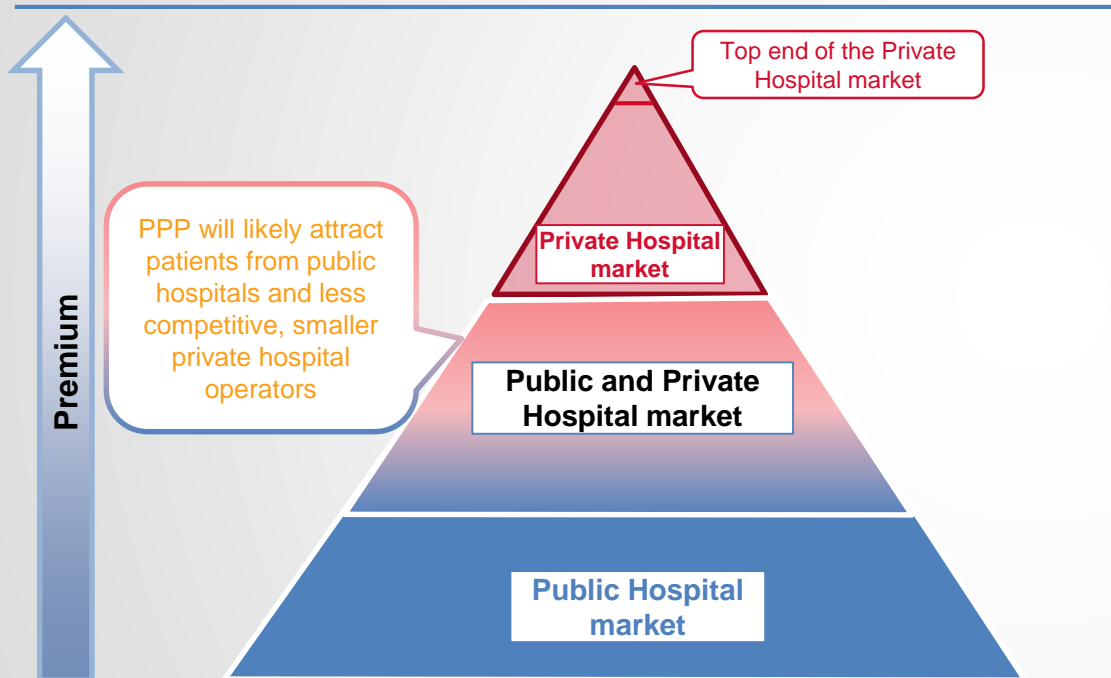 Top end of the Private
Hospital market
PPP will likely attract
patients from public
hospitals and less
competitive, smaller
private hospital
operators
Premium
Private Hospital
market
Public and Private
Hospital market
Public Hospital
market